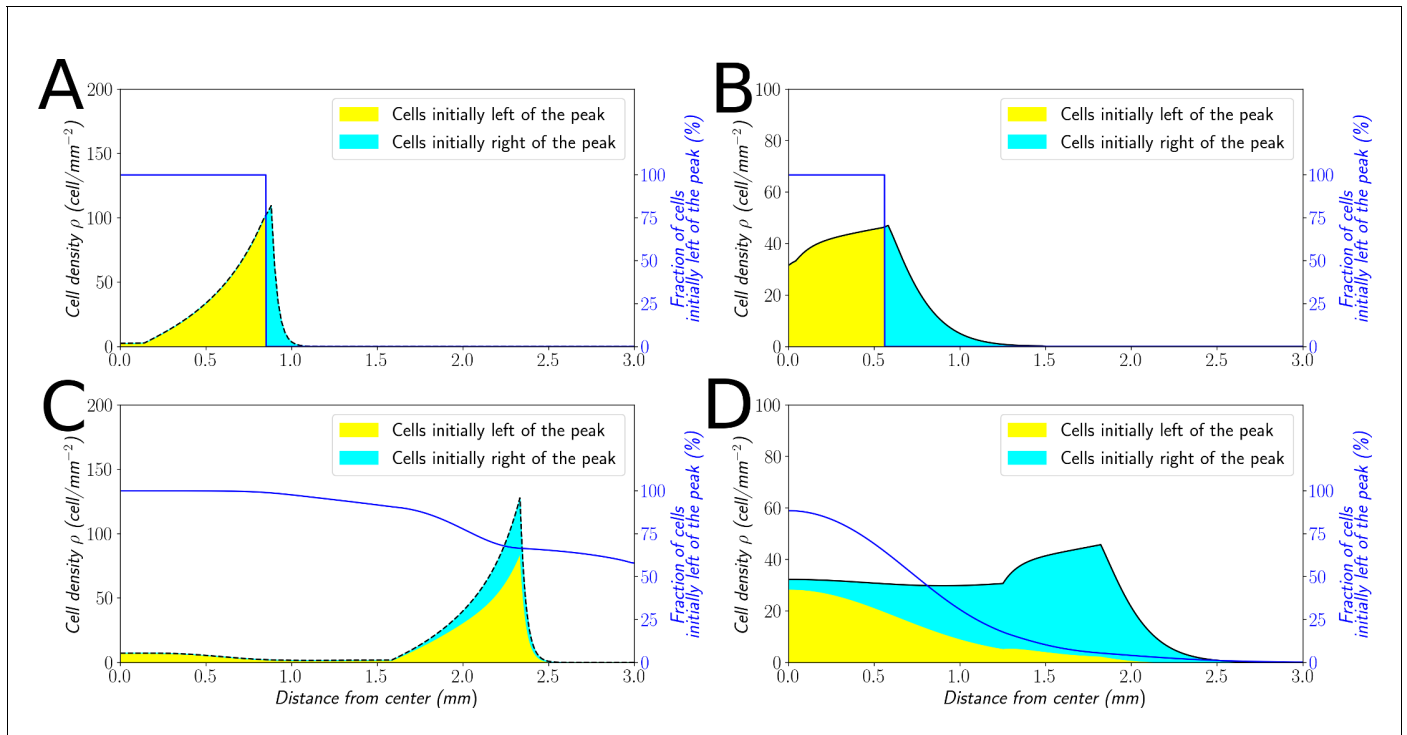 A
Cell density ρ (cell/mm⁻²)
200
150
100
50
0
0.0 0.5 1.0 1.5 2.0 2.5 3.0
Cells initially left of the peak
Cells initially right of the peak
100
75
50
25
0
Fraction of cells
initially left of the peak (%)
B
Cell density ρ (cell/mm⁻²)
100
80
60
40
20
0
0.0 0.5 1.0 1.5 2.0 2.5 3.0
Cells initially left of the peak
Cells initially right of the peak
100
75
50
25
0
Fraction of cells
initially left of the peak (%)
C
Cell density ρ (cell/mm⁻²)
200
150
100
50
0
0.0 0.5 1.0 1.5 2.0 2.5 3.0
Distance from center (mm)
Cells initially left of the peak
Cells initially right of the peak
100
75
50
25
0
Fraction of cells
initially left of the peak (%)
D
Cell density ρ (cell/mm⁻²)
100
80
60
40
20
0
0.0 0.5 1.0 1.5 2.0 2.5 3.0
Distance from center (mm)
Cells initially left of the peak
Cells initially right of the peak
100
75
50
25
0
Fraction of cells
initially left of the peak (%)